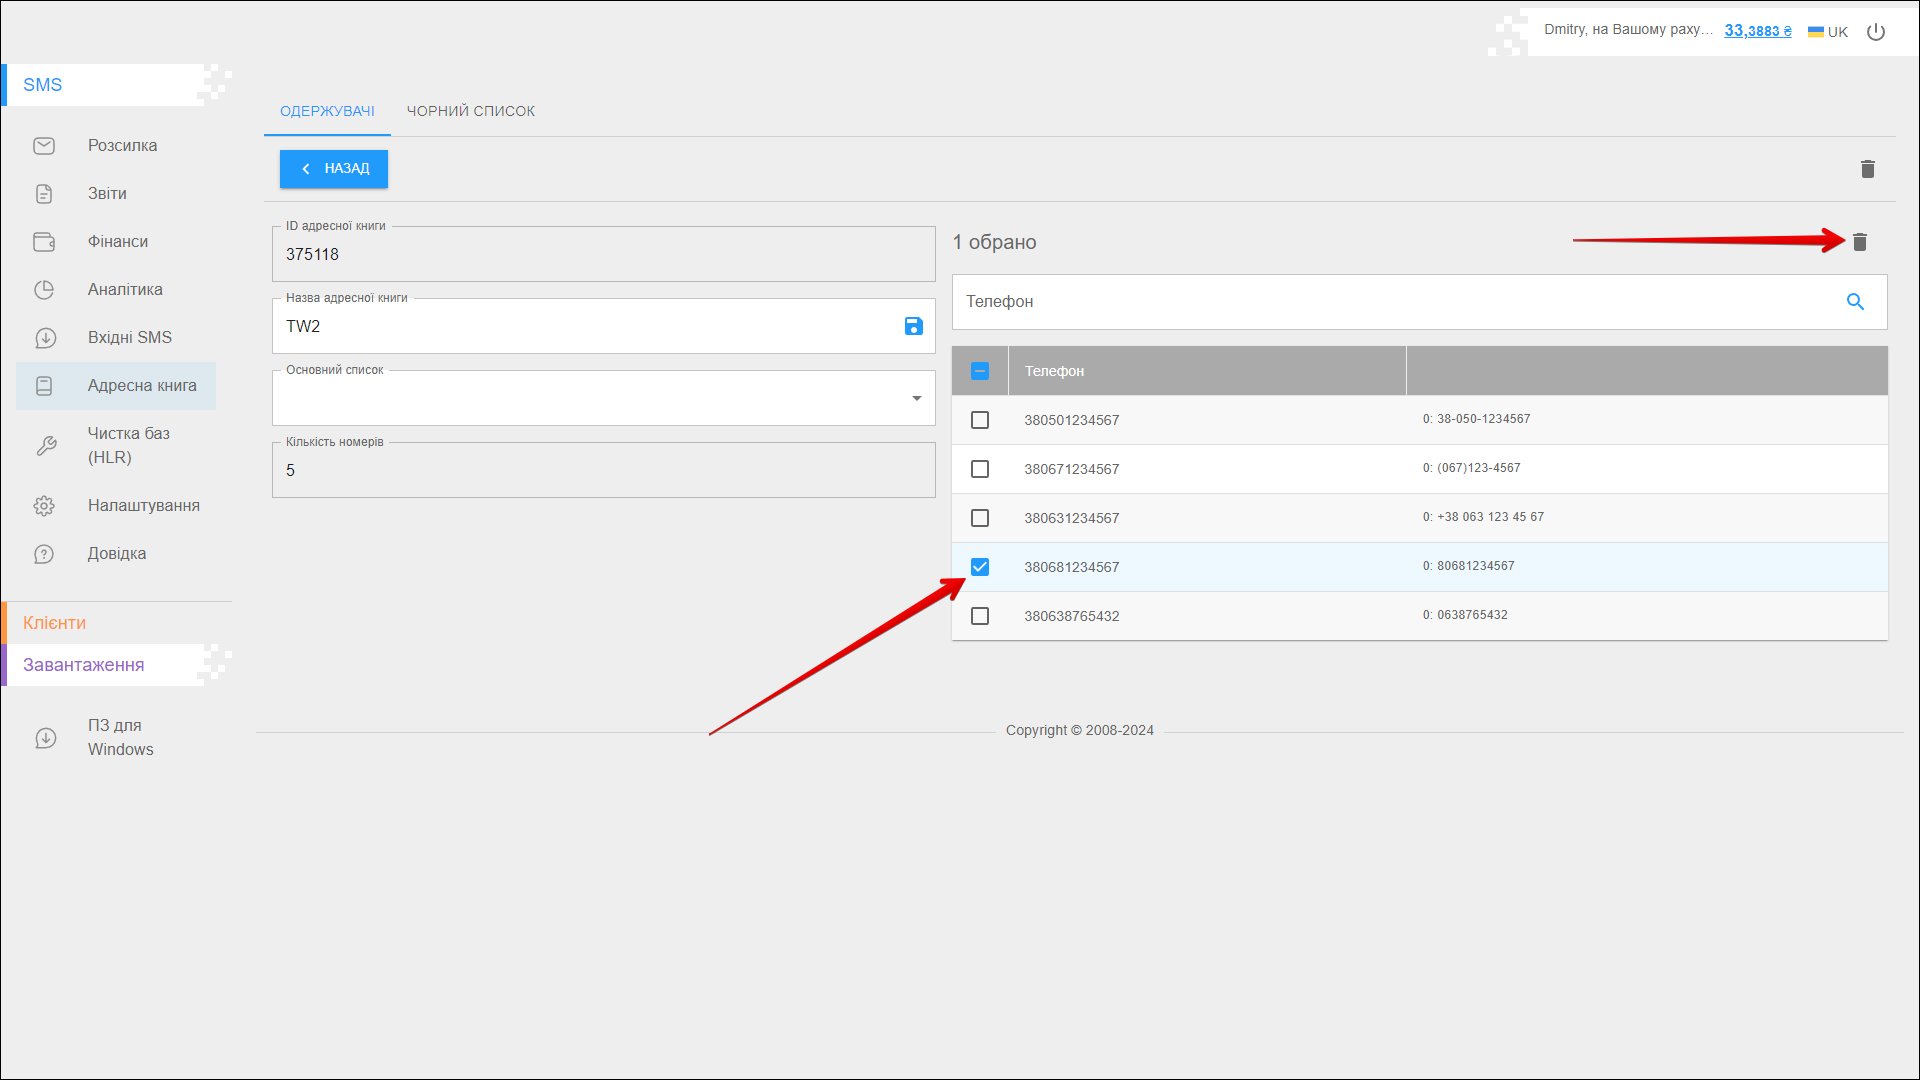 Dmitry, на Вашому раху... 33,3883 ₴ UK
SMS
Розсилка
Звіти
Фінанси
Аналітика
Вхідні SMS
Адресна книга
Чистка баз
(HLR)
Налаштування
Довідка
Клієнти
Завантаження
ПЗ для
Windows
ОДЕРЖУВАЧІ ЧОРНИЙ СПИСОК
НАЗАД
ID адресної книги
375118
Назва адресної книги
TW2
Основний список
Кількість номерів
5
1 обрано
Телефон
Телефон
380501234567 0: 38-050-1234567
380671234567 0: (067)123-4567
380631234567 0: +38 063 123 45 67
380681234567 0: 80681234567
380638765432 0: 0638765432
Copyright © 2008-2024